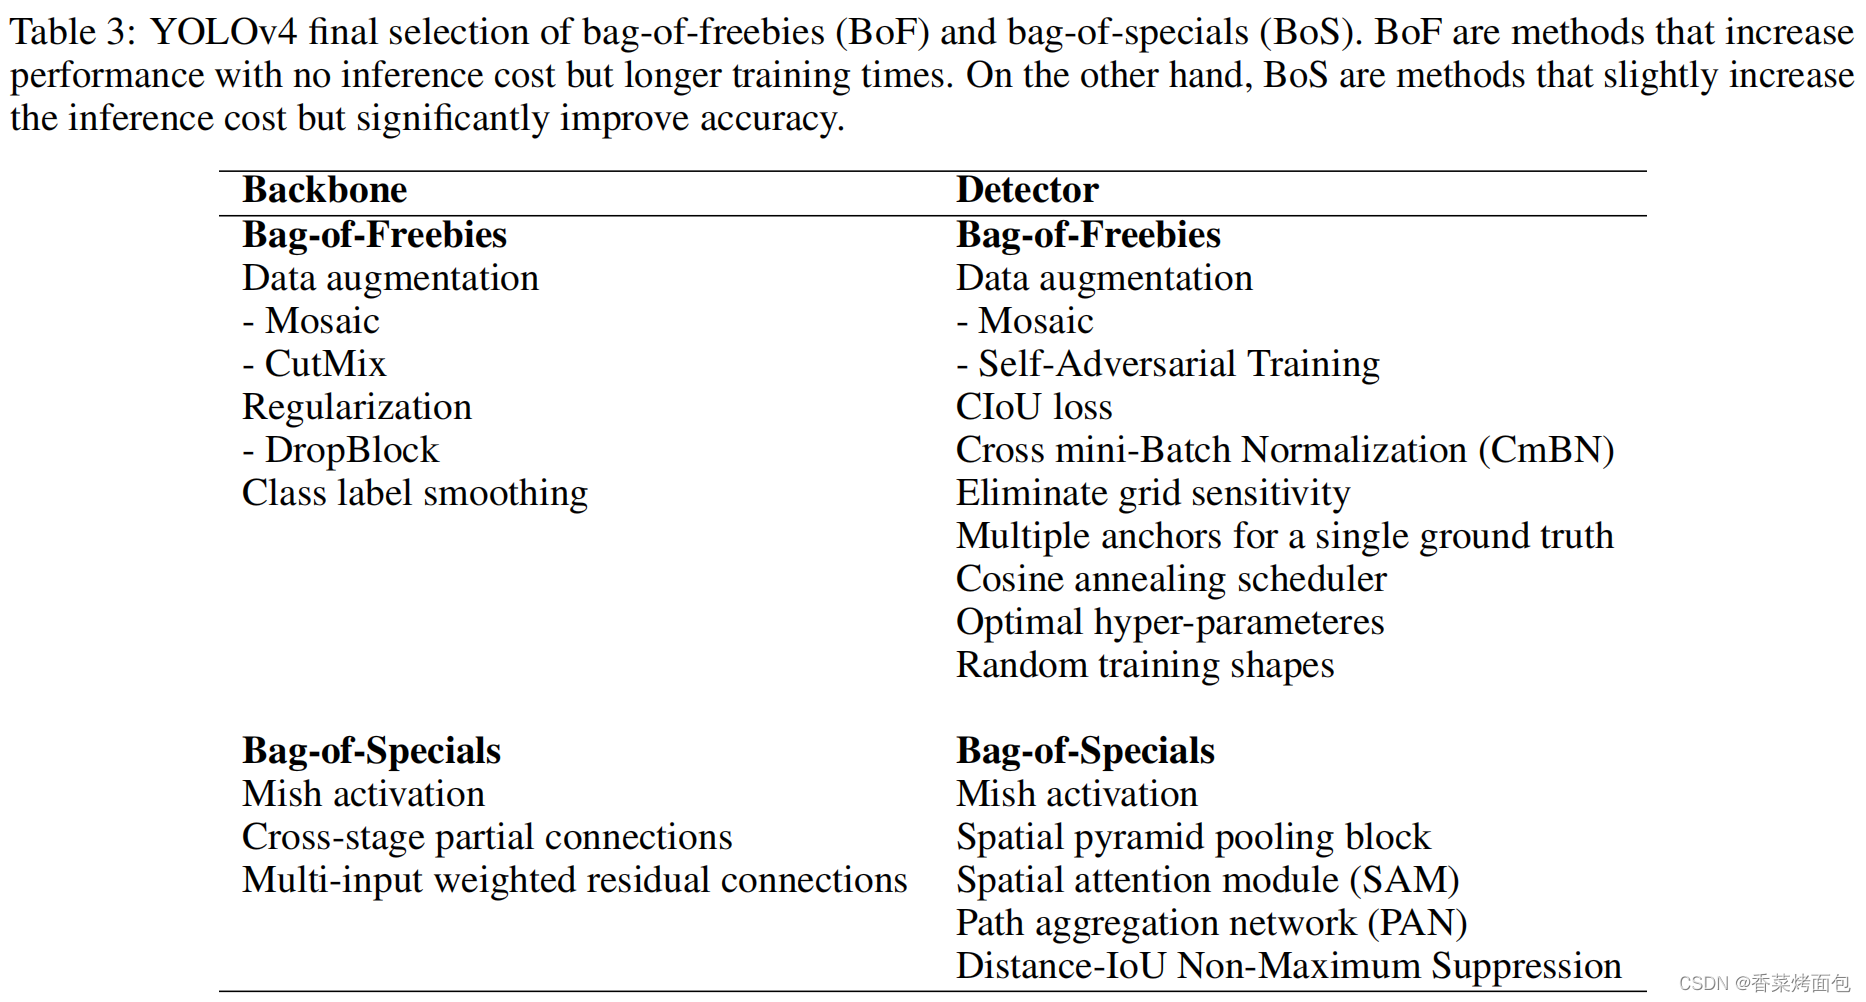 Table 3: YOLOv4 final selection of bag-of-freebies (BoF) and bag-of-specials (BoS). BoF are methods that increase
performance with no inference cost but longer training times. On the other hand, BoS are methods that slightly increase
the inference cost but significantly improve accuracy.
Backbone
Bag-of-Freebies
Data augmentation
- Mosaic
- CutMix
Regularization
- DropBlock
Class label smoothing
Detector
Bag-of-Freebies
Data augmentation
- Mosaic
- Self-Adversarial Training
CIoU loss
Cross mini-Batch Normalization (CmBN)
Eliminate grid sensitivity
Multiple anchors for a single ground truth
Cosine annealing scheduler
Optimal hyper-parameteres
Random training shapes
Bag-of-Specials
Mish activation
Cross-stage partial connections
Multi-input weighted residual connections
Bag-of-Specials
Mish activation
Spatial pyramid pooling block
Spatial attention module (SAM)
Path aggregation network (PAN)
Distance-IoU Non-Maximum Suppression
CSDN @香菜烤面包